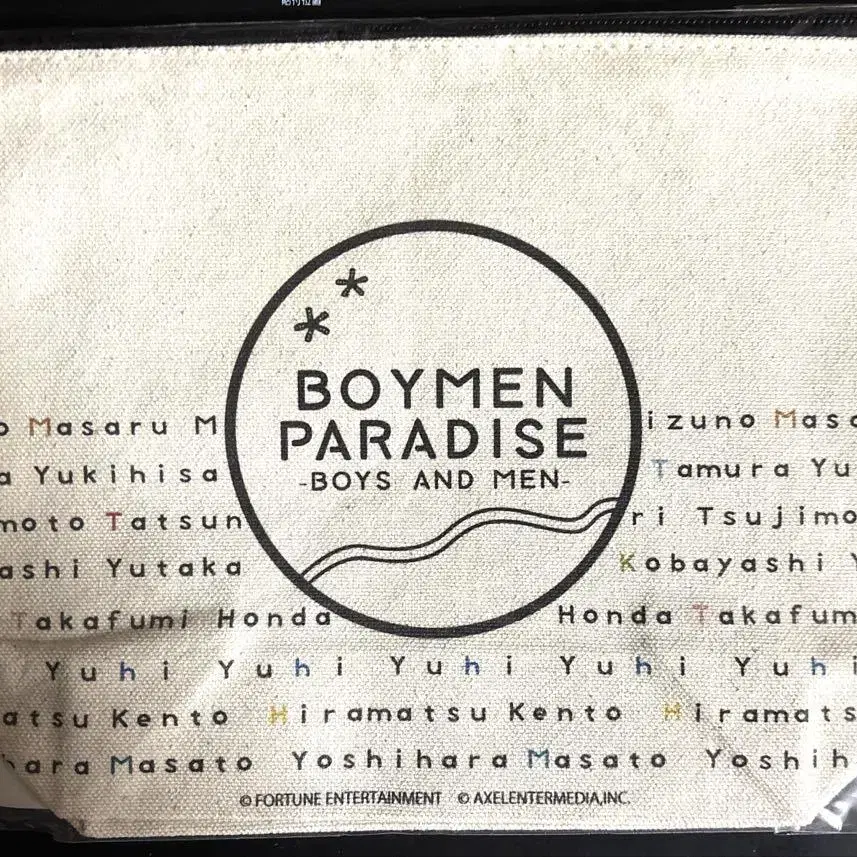 BOYMEN
PARADISE
-BOYS AND MEN-
o Masaru M izuno Masa
a Yukihisa Tamura Yu
moto Tatsun ri Tsujimo
ashi Yutaka Kobayashi Y
Takafumi Honda Honda Takafum
Yuhi Yuhi Yuhi Yuhi Yuhi
atsu Kento Hiramatsu Kento Hiramats
hara Masato Yoshihara Masato Yoshih
© FORTUNE ENTERTAINMENT © AXELENTERMEDIA,INC.